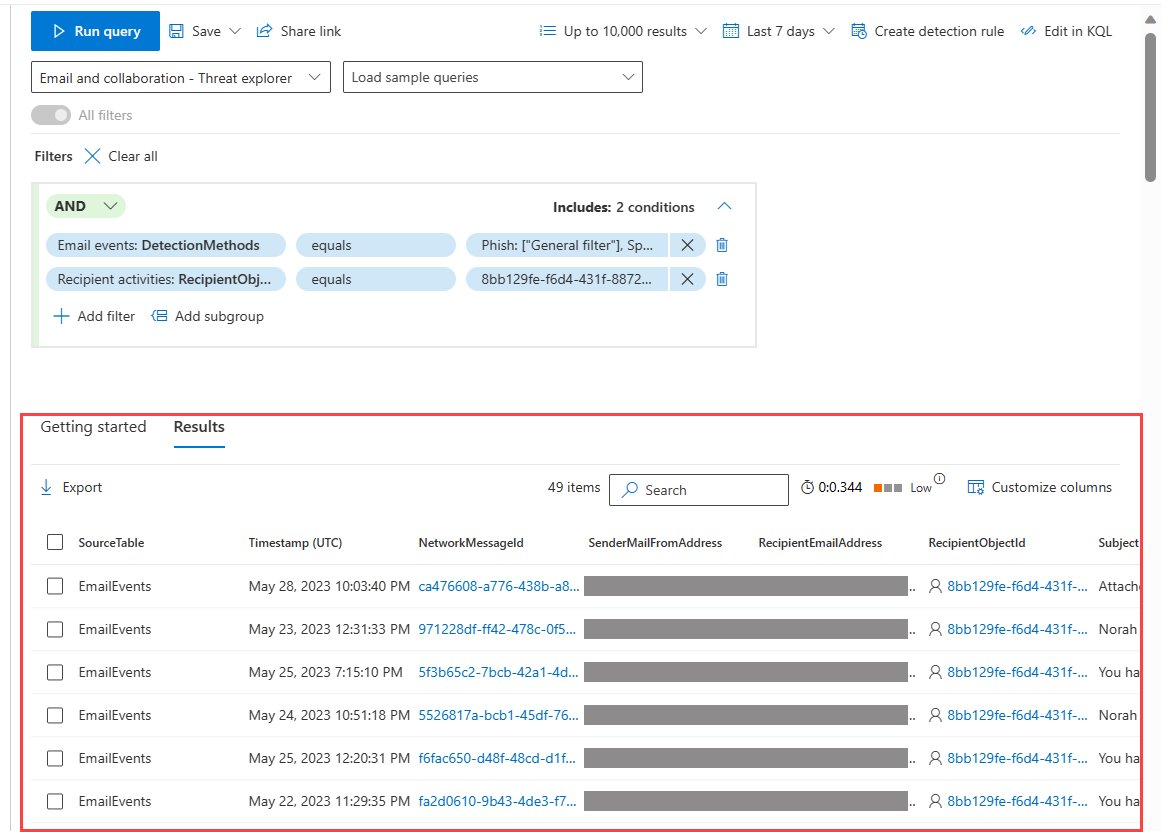 Run query Save Share link Up to 10,000 results Last 7 days Create detection rule Edit in KQL
Email and collaboration - Threat explorer Load sample queries
All filters
Filters Clear all
AND Includes: 2 conditions
Email events: DetectionMethods equals Phish: ["General filter"], Sp...
Recipient activities: RecipientObj... equals 8bb129fe-f6d4-431f-8872...
Add filter Add subgroup
Getting started Results
Export 49 items Search 0:0.344 Low
SourceTable Timestamp (UTC) NetworkMessageId SenderMailFromAddress RecipientEmailAddress RecipientObjectId Subject
EmailEvents May 28, 2023 10:03:40 PM ca476608-a776-438b-a8... .. 8bb129fe-f6d4-431f-... Attache
EmailEvents May 23, 2023 12:31:33 PM 971228df-ff42-478c-0f5... .. 8bb129fe-f6d4-431f-... Norah
EmailEvents May 25, 2023 7:15:10 PM 5f3b65c2-7bcb-42a1-4d... .. 8bb129fe-f6d4-431f-... You ha
EmailEvents May 24, 2023 10:51:18 PM 5526817a-bcb1-45df-76... .. 8bb129fe-f6d4-431f-... Norah
EmailEvents May 25, 2023 12:20:31 PM f6fac650-d48f-48cd-d1f... .. 8bb129fe-f6d4-431f-... You ha
EmailEvents May 22, 2023 11:29:35 PM fa2d0610-9b43-4de3-f7... .. 8bb129fe-f6d4-431f-... You ha